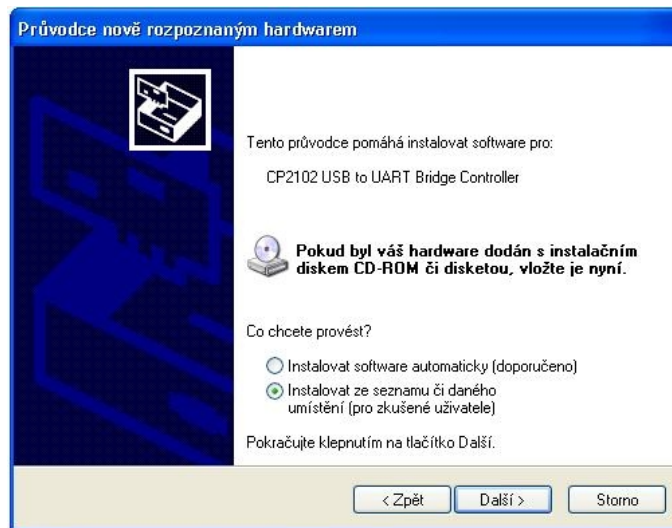 Průvodce nově rozpoznaným hardwarem
Tento průvodce pomáhá instalovat software pro:
CP2102 USB to UART Bridge Controller
Pokud byl váš hardware dodán s instalačním
diskem CD-ROM či disketou, vložte je nyní.
Co chcete provést?
Instalovat software automaticky (doporučeno)
Instalovat ze seznamu či daného
umístění (pro zkušené uživatele)
Pokračujte klepnutím na tlačítko Další.
< Zpět
Další >
Storno